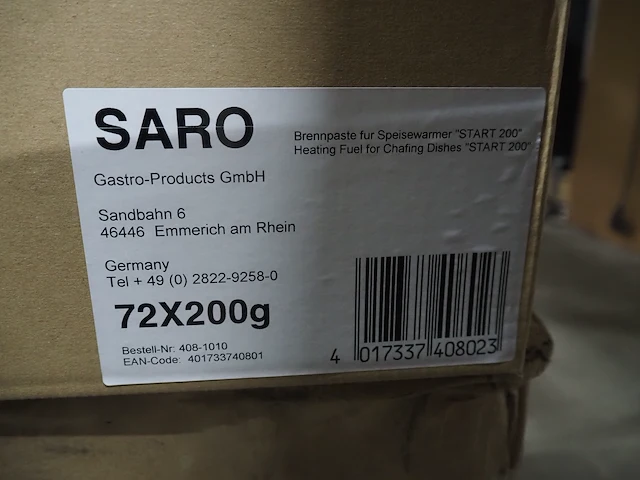 SARO
Brennpaste fur Speisewarmer "START 200"
Heating Fuel for Chafing Dishes "START 200"
Gastro-Products GmbH
Sandbahn 6
46446 Emmerich am Rhein
Germany
Tel + 49 (0) 2822-9258-0
72X200g
Bestell-Nr: 408-1010
EAN-Code: 401733740801
4 017337 408023